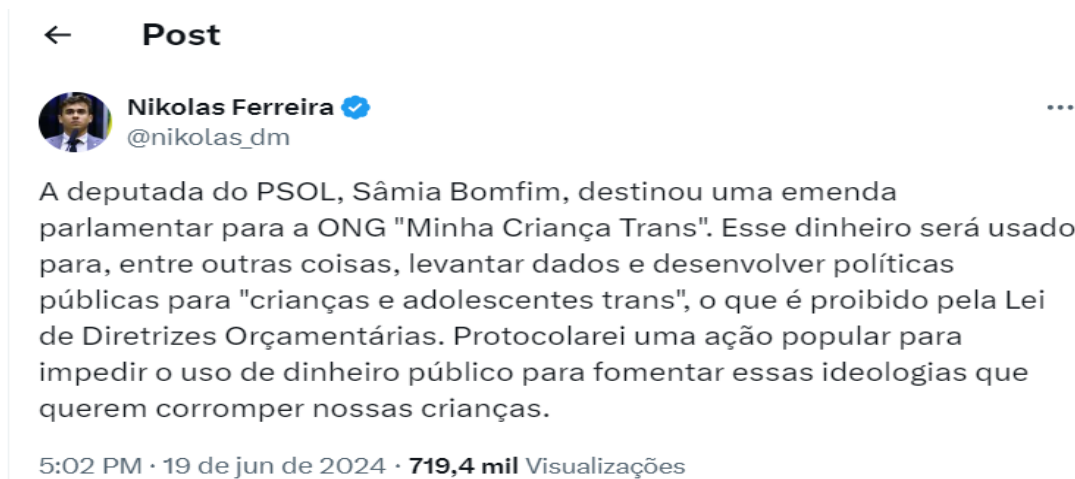 ← Post
Nikolas Ferreira
@nikolas_dm
...
A deputada do PSOL, Sâmia Bomfim, destinou uma emenda
parlamentar para a ONG "Minha Criança Trans". Esse dinheiro será usado
para, entre outras coisas, levantar dados e desenvolver políticas
públicas para "crianças e adolescentes trans", o que é proibido pela Lei
de Diretrizes Orçamentárias. Protocolarei uma ação popular para
impedir o uso de dinheiro público para fomentar essas ideologias que
querem corromper nossas crianças.
5:02 PM · 19 de jun de 2024 · 719,4 mil Visualizações